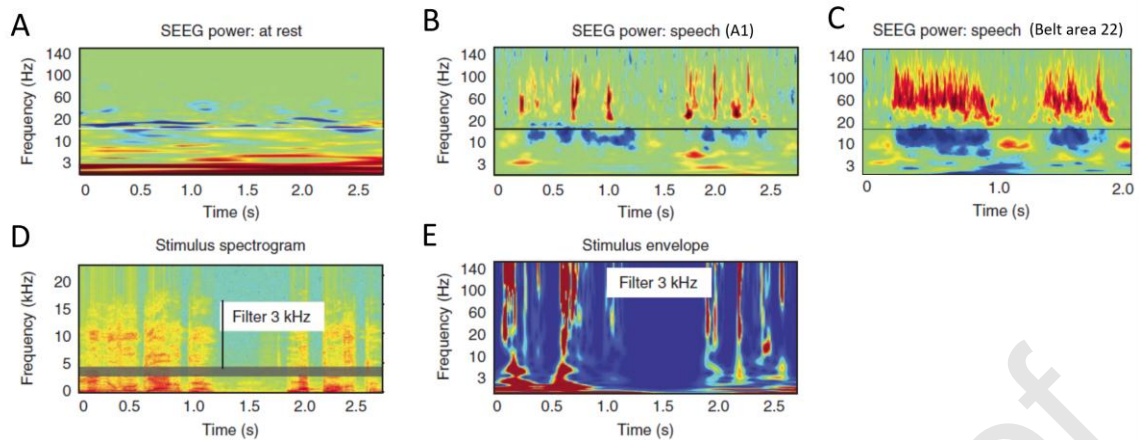 A
SEEG power: at rest
Frequency (Hz)
140
100
60
20
10
3
0 0.5 1.0 1.5 2.0 2.5
Time (s)
B
SEEG power: speech (A1)
Frequency (Hz)
140
100
60
20
10
3
0 0.5 1.0 1.5 2.0 2.5
Time (s)
C
SEEG power: speech (Belt area 22)
Frequency (Hz)
140
100
60
20
10
3
0 1.0 2.0
Time (s)
D
Stimulus spectrogram
Frequency (kHz)
20
15
10
5
0
Filter 3 kHz
0 0.5 1.0 1.5 2.0 2.5
Time (s)
E
Stimulus envelope
Frequency (Hz)
140
100
60
20
10
3
Filter 3 kHz
0 0.5 1.0 1.5 2.0 2.5
Time (s)